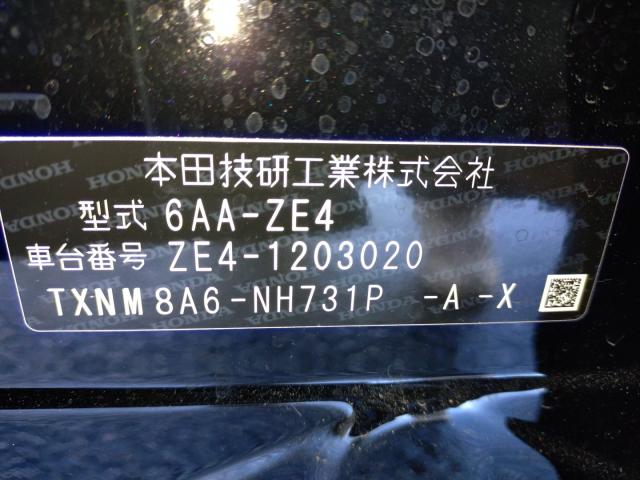 本田技研工業株式会社
型式 6AA-ZE4
車台番号 ZE4-1203020
TXNM 8A6-NH731P -A -X